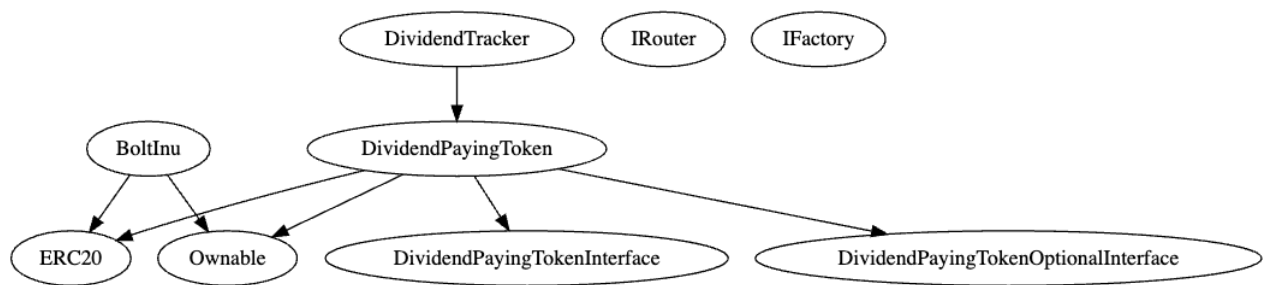 DividendTracker
IRouter
IFactory
BoltInu
DividendPayingToken
ERC20
Ownable
DividendPayingTokenInterface
DividendPayingTokenOptionalInterface